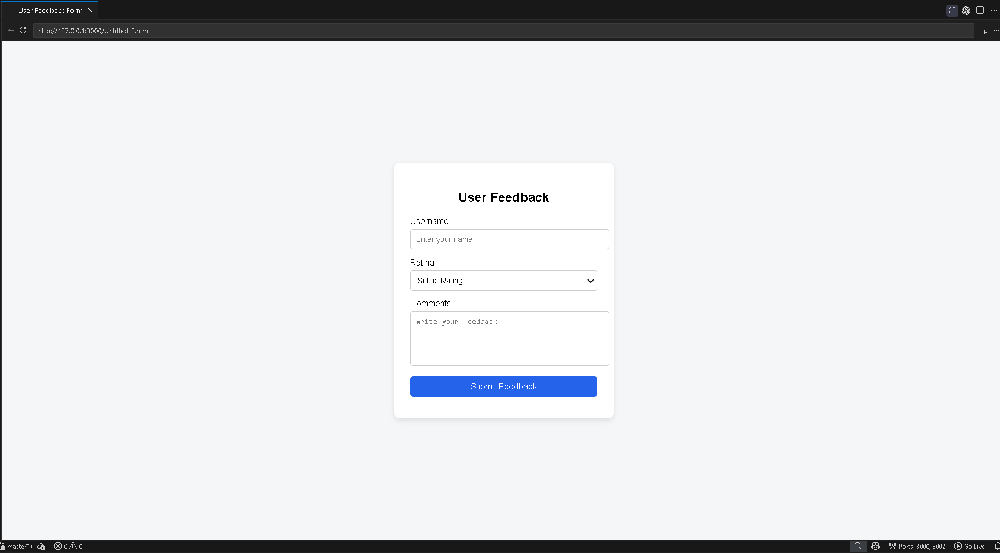 User Feedback Form
http://127.0.0.1:3000/Untitled-2.html
User Feedback
Username
Enter your name
Rating
Select Rating
Comments
Write your feedback
Submit Feedback
master*+ 0 0 Ports: 3000, 3002 Go Live